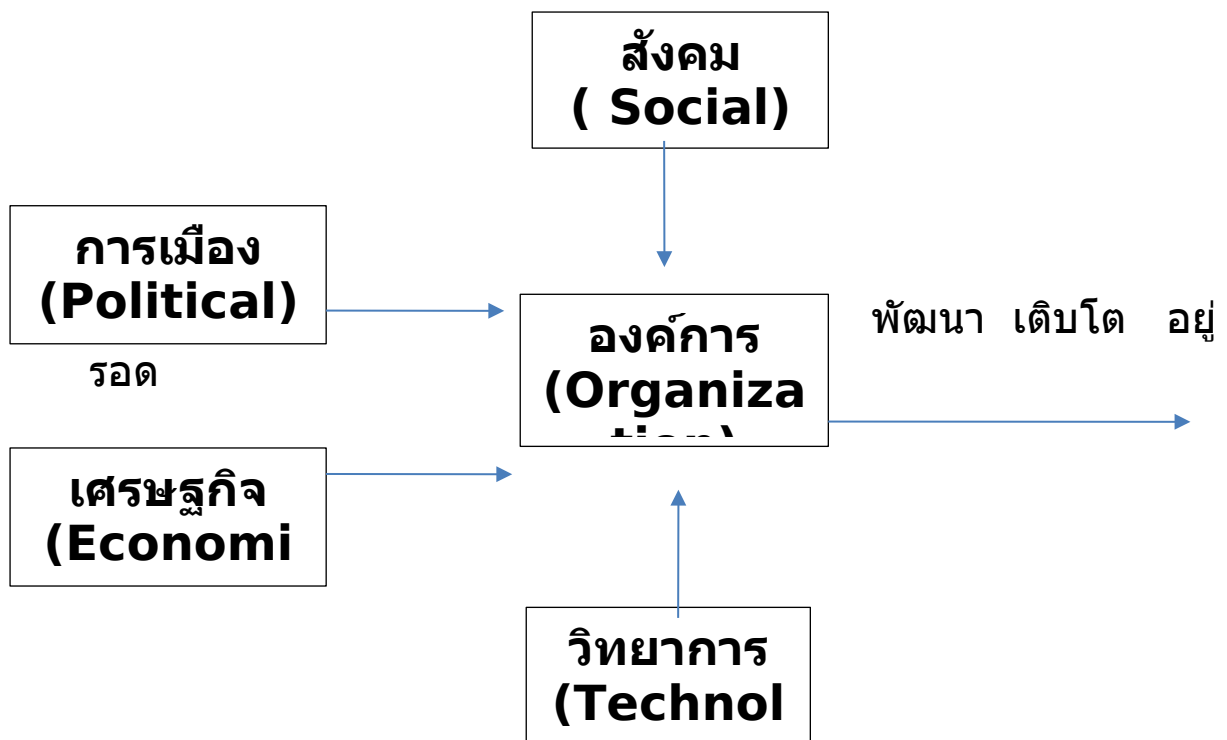 สังคม
( Social)
การเมือง
(Political)
องค์การ
(Organiza
พัฒนา เติบโต อยู่
รอด
เศรษฐกิจ
(Economi
วิทยาการ
(Technol